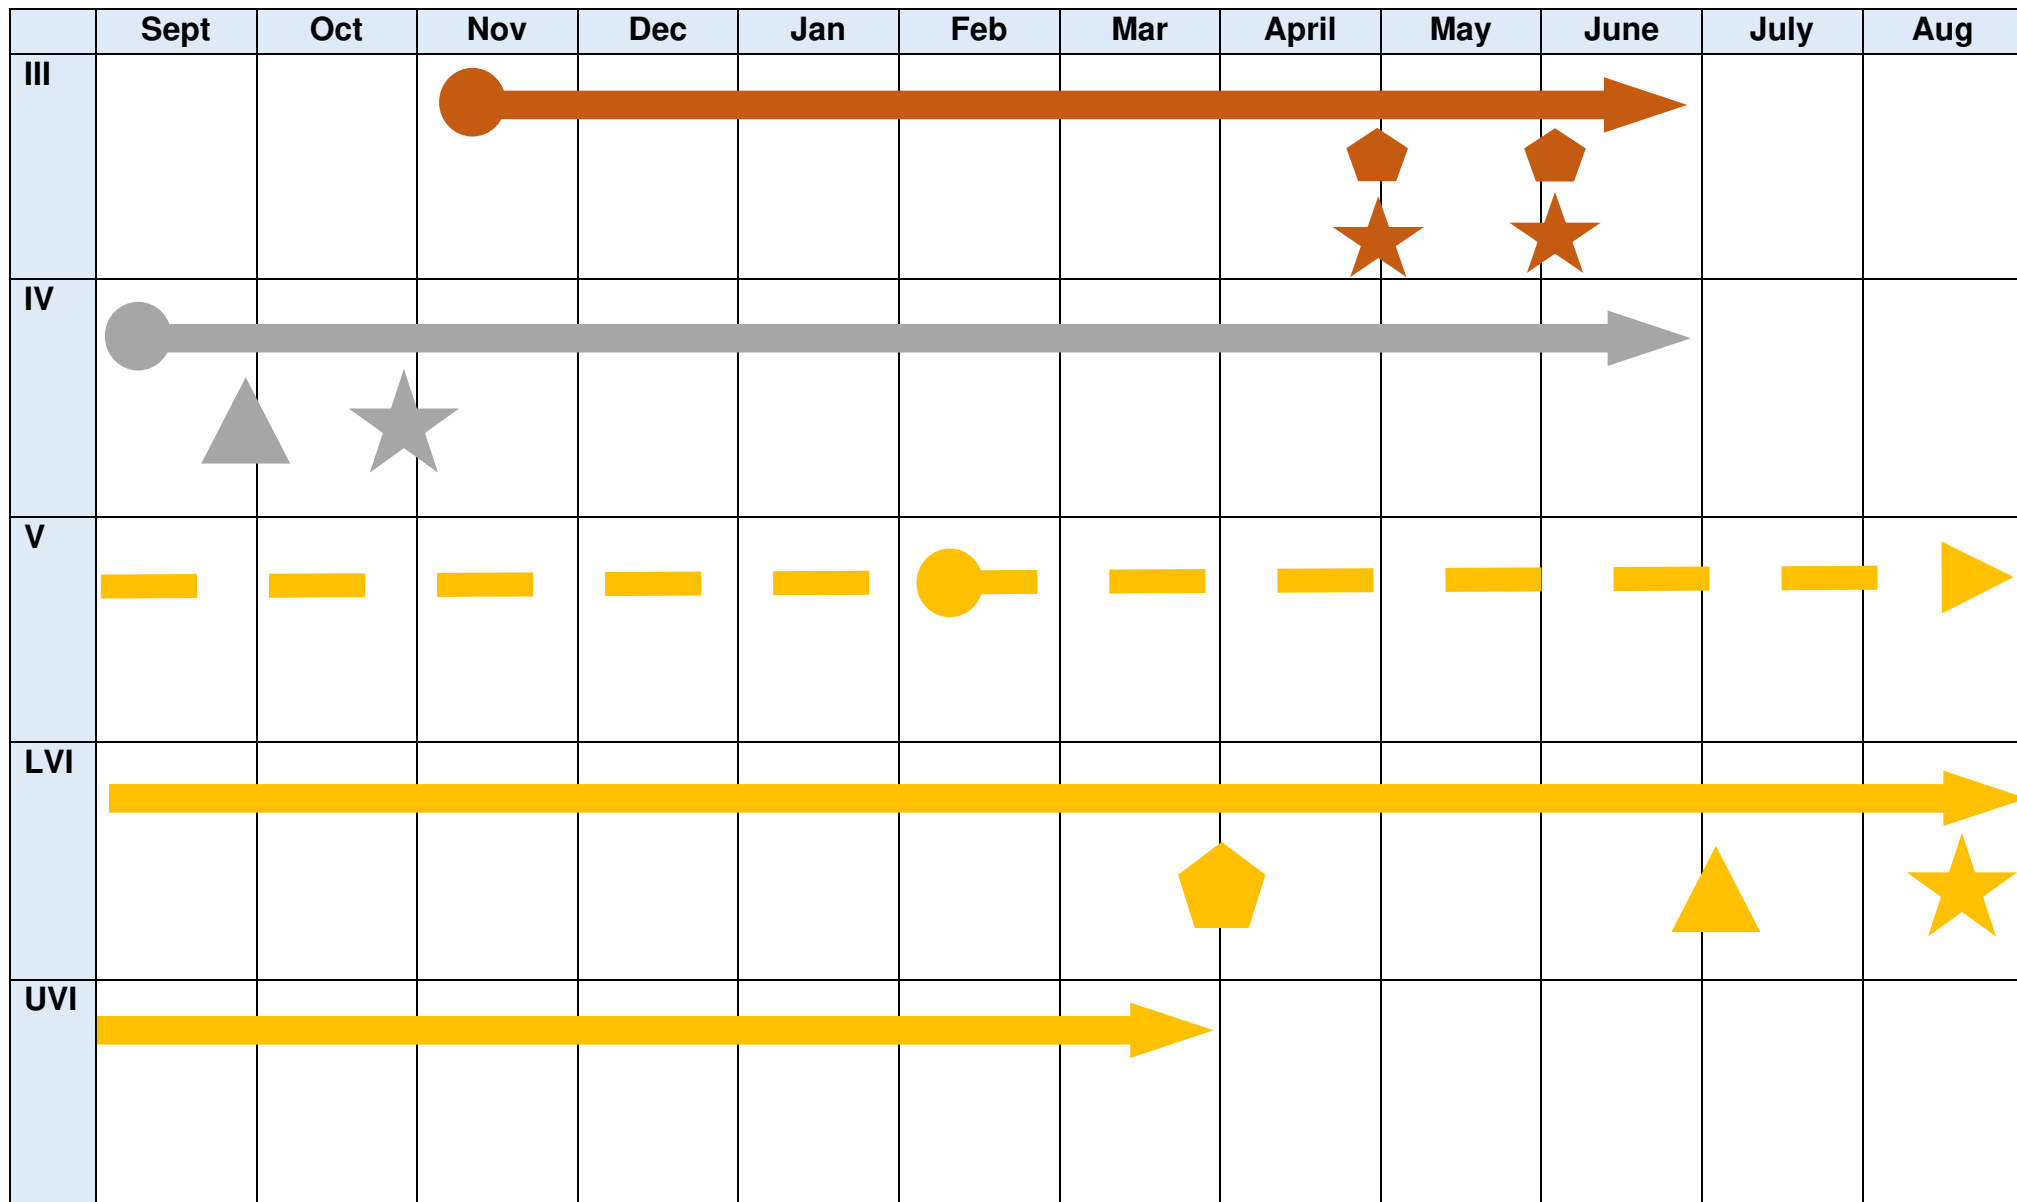 Sept Oct Nov Dec Jan Feb Mar April May June July Aug
III
IV
V
LVI
UVI